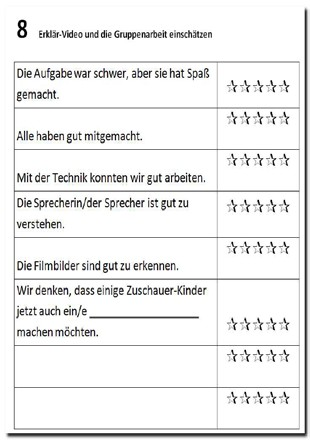 8 Erklär-Video und die Gruppenarbeit einschätzen
Die Aufgabe war schwer, aber sie hat Spaß
gemacht.
☆☆☆☆☆
☆☆☆☆☆
Alle haben gut mitgemacht.
☆☆☆☆☆
Mit der Technik konnten wir gut arbeiten.
Die Sprecherin/der Sprecher ist gut zu
verstehen.
☆☆☆☆☆
☆☆☆☆☆
Die Filmbilder sind gut zu erkennen.
Wir denken, dass einige Zuschauer-Kinder
jetzt auch ein/e ____________________
machen möchten.
☆☆☆☆☆
☆☆☆☆☆
☆☆☆☆☆